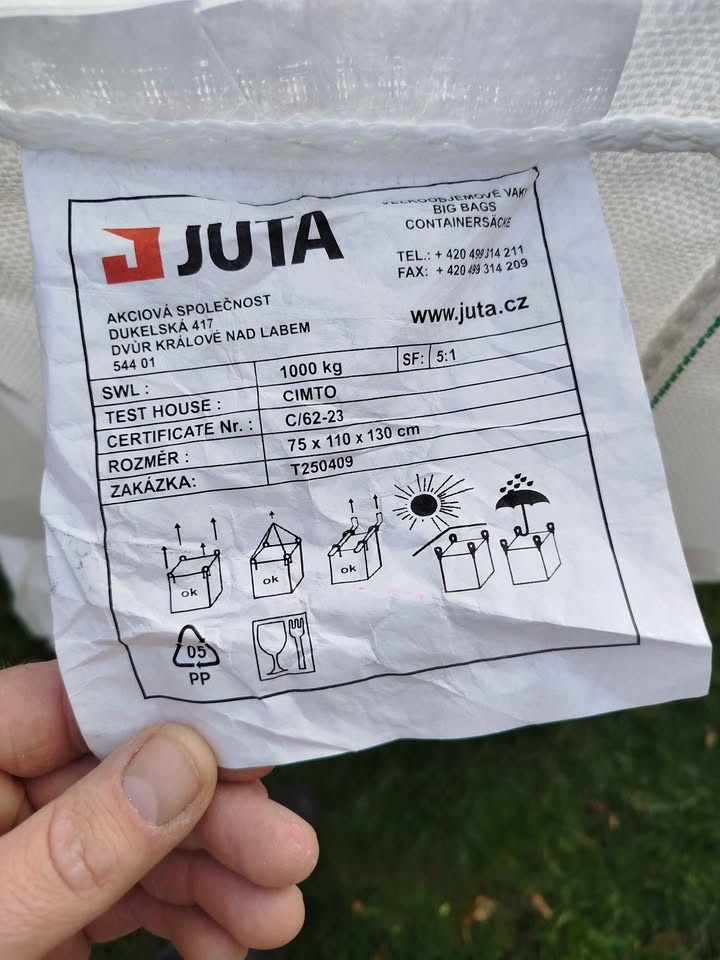 JUTA
VELKOOBJEMOVÉ VAKY
BIG BAGS
CONTAINERSÄCKE
TEL.: + 420 499 314 211
FAX: + 420 499 314 209
www.juta.cz
AKCIOVÁ SPOLEČNOST
DUKELSKÁ 417
DVŮR KRÁLOVÉ NAD LABEM
544 01
SWL : 1000 kg SF: 5:1
TEST HOUSE : CIMTO
CERTIFICATE Nr. : C/62-23
ROZMĚR : 75 x 110 x 130 cm
ZAKÁZKA: T250409
ok ok ok
05
PP